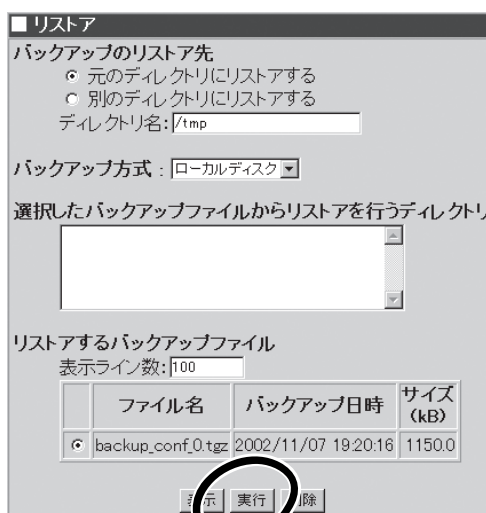 ■ リストア
バックアップのリストア先
元のディレクトリにリストアする
別のディレクトリにリストアする
ディレクトリ名: /tmp
バックアップ方式 : ローカルディスク
選択したバックアップファイルからリストアを行うディレクトリ
リストアするバックアップファイル
表示ライン数: 100
ファイル名 バックアップ日時 サイズ
(kB)
backup_conf_0.tgz 2002/11/07 19:20:16 1150.0
表示 実行 削除